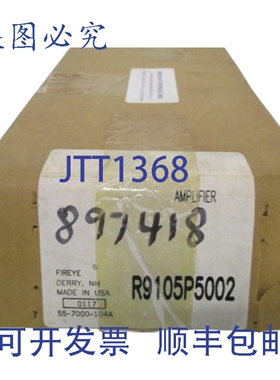 是图必究
JTT1368
AMPLIFIER
897418
FIREYE
DERRY, NH
MADE IN USA
R9105P5002
0117
55-7000-104A
可开发票 顺丰包邮